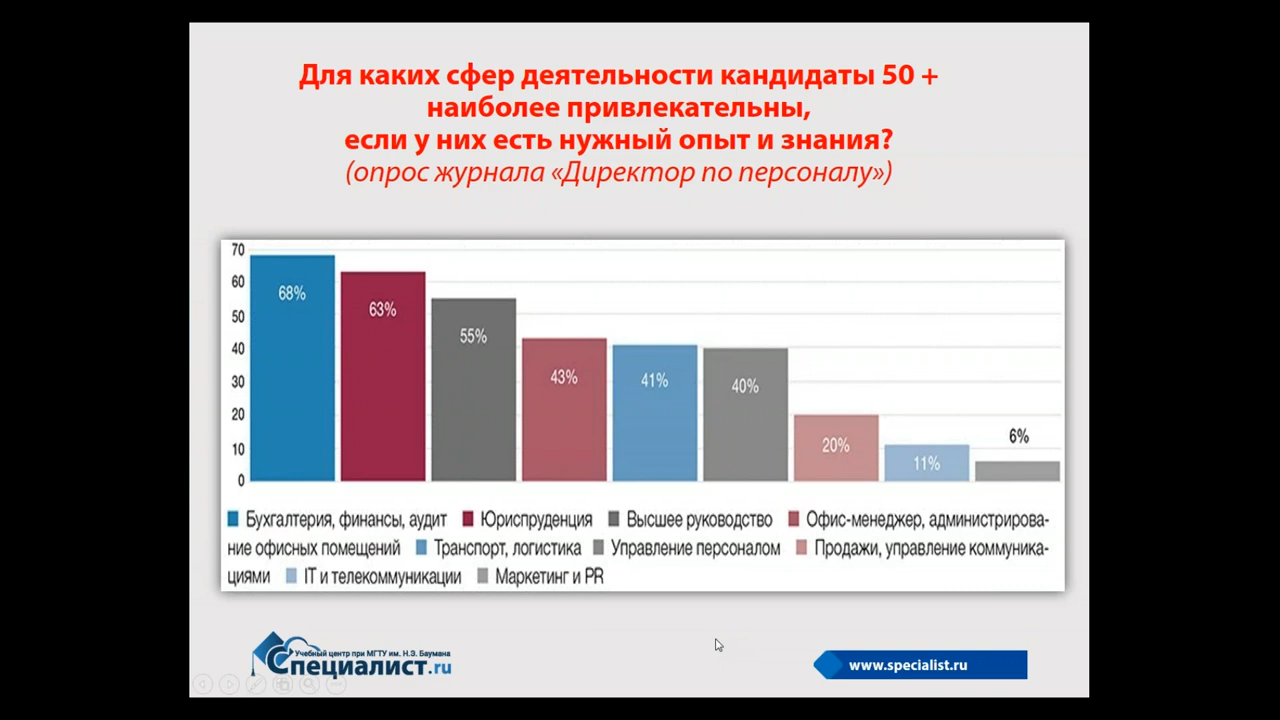 Для каких сфер деятельности кандидаты 50 +
наиболее привлекательны,
если у них есть нужный опыт и знания?
(опрос журнала «Директор по персоналу»)
70
60
50
40
30
20
10
0
68%
63%
55%
43%
41%
40%
20%
11%
6%
Бухгалтерия, финансы, аудит Юриспруденция Высшее руководство Офис-менеджер, администрирова-
ние офисных помещений Транспорт, логистика Управление персоналом Продажи, управление коммуника-
циями IT и телекоммуникации Маркетинг и PR
Учебный центр при МГТУ им. Н.Э. Баумана
Специалист.ru
www.specialist.ru